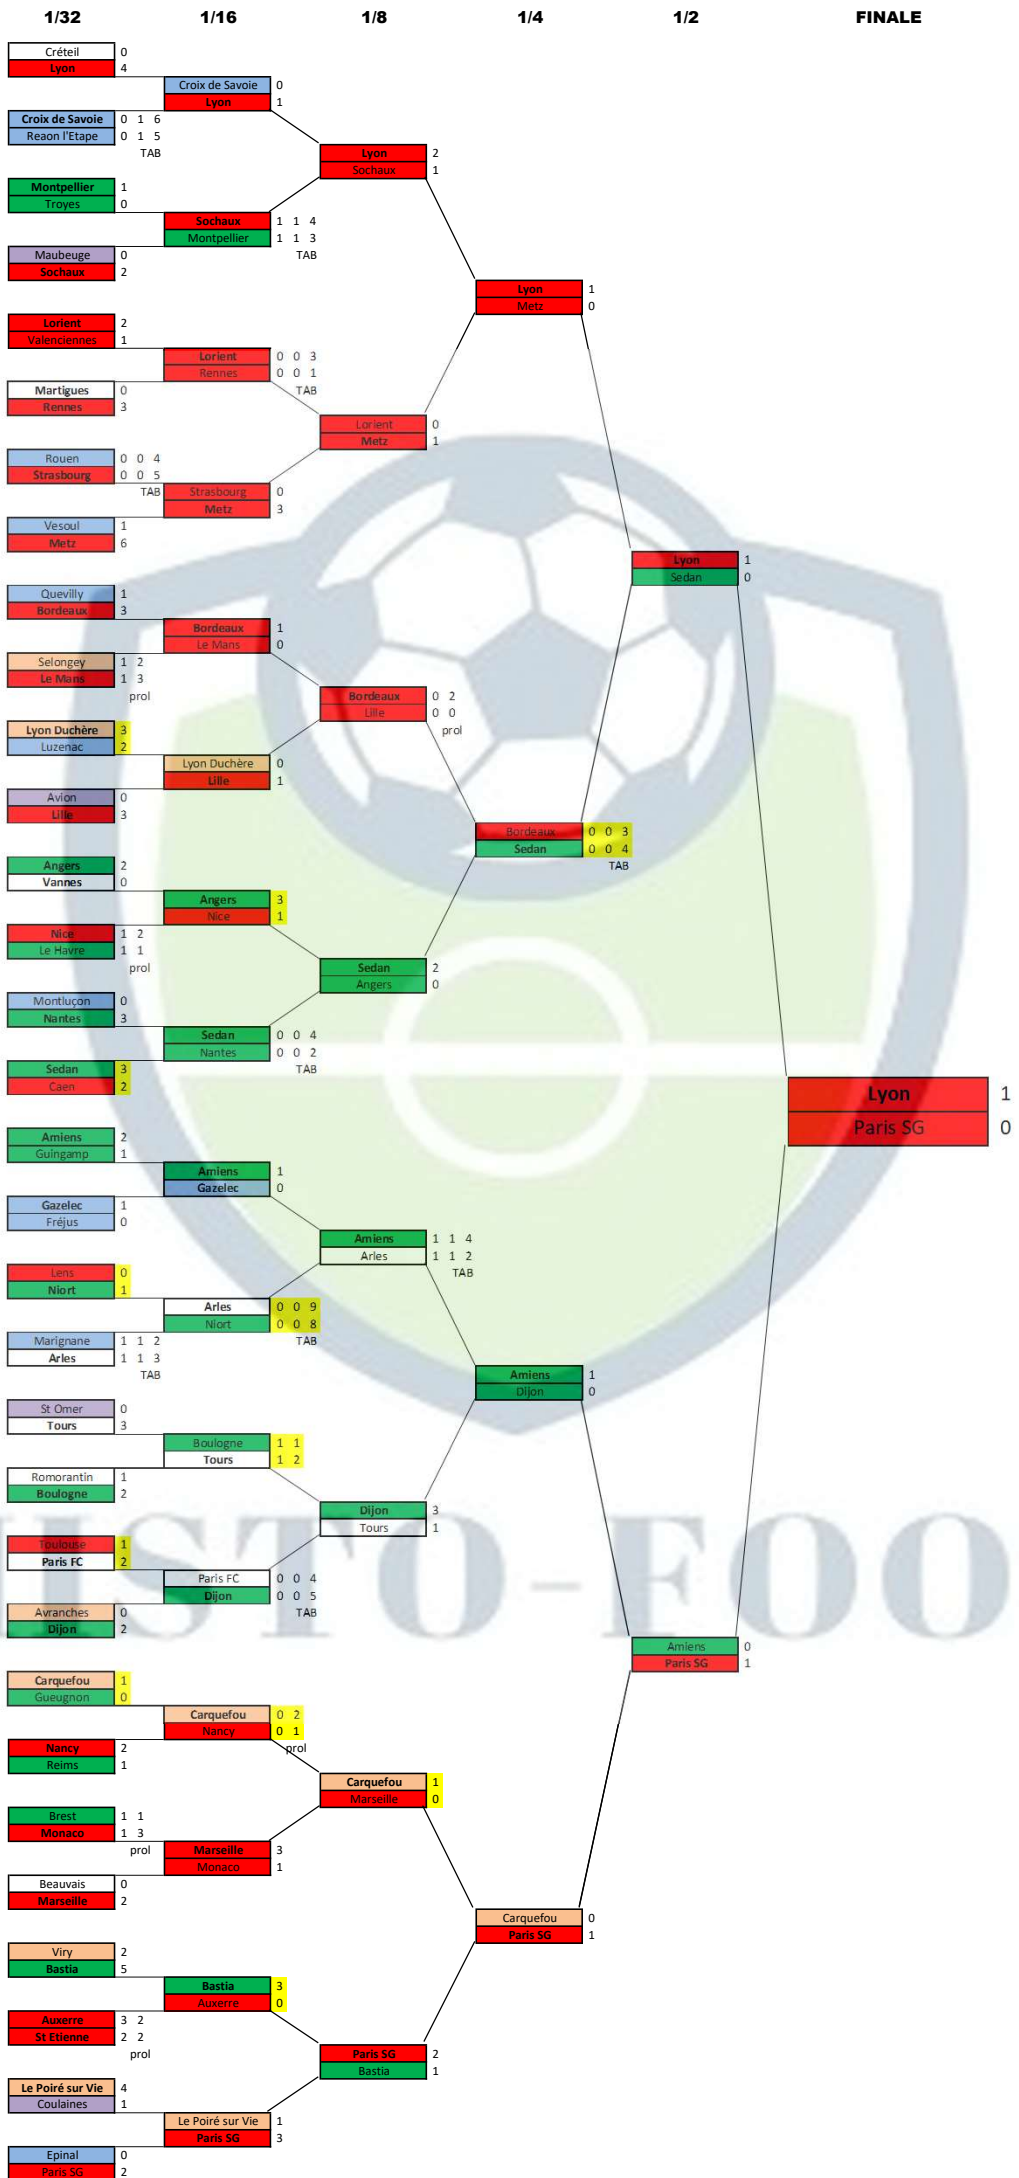 1/32 1/16 1/8 1/4 1/2 FINALE
Créteil 0
Lyon 4
Croix de Savoie 0
Lyon 1
Croix de Savoie 0 1 6
Reaon l'Etape 0 1 5
TAB
Lyon 2
Sochaux 1
Montpellier 1
Troyes 0
Sochaux 1 1 4
Montpellier 1 1 3
TAB
Maubeuge 0
Sochaux 2
Lyon 1
Metz 0
Lorient 2
Valenciennes 1
Lorient 0 0 3
Rennes 0 0 1
TAB
Martigues 0
Rennes 3
Lorient 0
Metz 1
Rouen 0 0 4
Strasbourg 0 0 5
TAB
Strasbourg 0
Metz 3
Vesoul 1
Metz 6
Lyon 1
Sedan 0
Quevilly 1
Bordeaux 3
Bordeaux 1
Le Mans 0
Selongey 1 2
Le Mans 1 3
prol
Bordeaux 0 2
Lille 0 0
prol
Lyon Duchère 3
Luzenac 2
Lyon Duchère 0
Lille 1
Avion 0
Lille 3
Bordeaux 0 0 3
Sedan 0 0 4
TAB
Angers 2
Vannes 0
Angers 3
Nice 1
Nice 1 2
Le Havre 1 1
prol
Sedan 2
Angers 0
Montluçon 0
Nantes 3
Sedan 0 0 4
Nantes 0 0 2
TAB
Sedan 3
Caen 2
Lyon 1
Paris SG 0
Amiens 2
Guingamp 1
Amiens 1
Gazelec 0
Gazelec 1
Fréjus 0
Amiens 1 1 4
Arles 1 1 2
TAB
Lens 0
Niort 1
Arles 0 0 9
Niort 0 0 8
TAB
Marignane 1 1 2
Arles 1 1 3
TAB
Amiens 1
Dijon 0
St Omer 0
Tours 3
Boulogne 1 1
Tours 1 2
Romorantin 1
Boulogne 2
Dijon 3
Tours 1
HISTO-FOO
Toulouse 1
Paris FC 2
Paris FC 0 0 4
Dijon 0 0 5
TAB
Avranches 0
Dijon 2
Amiens 0
Paris SG 1
Carquefou 1
Gueugnon 0
Carquefou 0 2
Nancy 0 1
prol
Nancy 2
Reims 1
Carquefou 1
Marseille 0
Brest 1 1
Monaco 1 3
prol
Marseille 3
Monaco 1
Beauvais 0
Marseille 2
Carquefou 0
Paris SG 1
Viry 2
Bastia 5
Bastia 3
Auxerre 0
Auxerre 3 2
St Etienne 2 2
prol
Paris SG 2
Bastia 1
Le Poiré sur Vie 4
Coulaines 1
Le Poiré sur Vie 1
Paris SG 3
Epinal 0
Paris SG 2